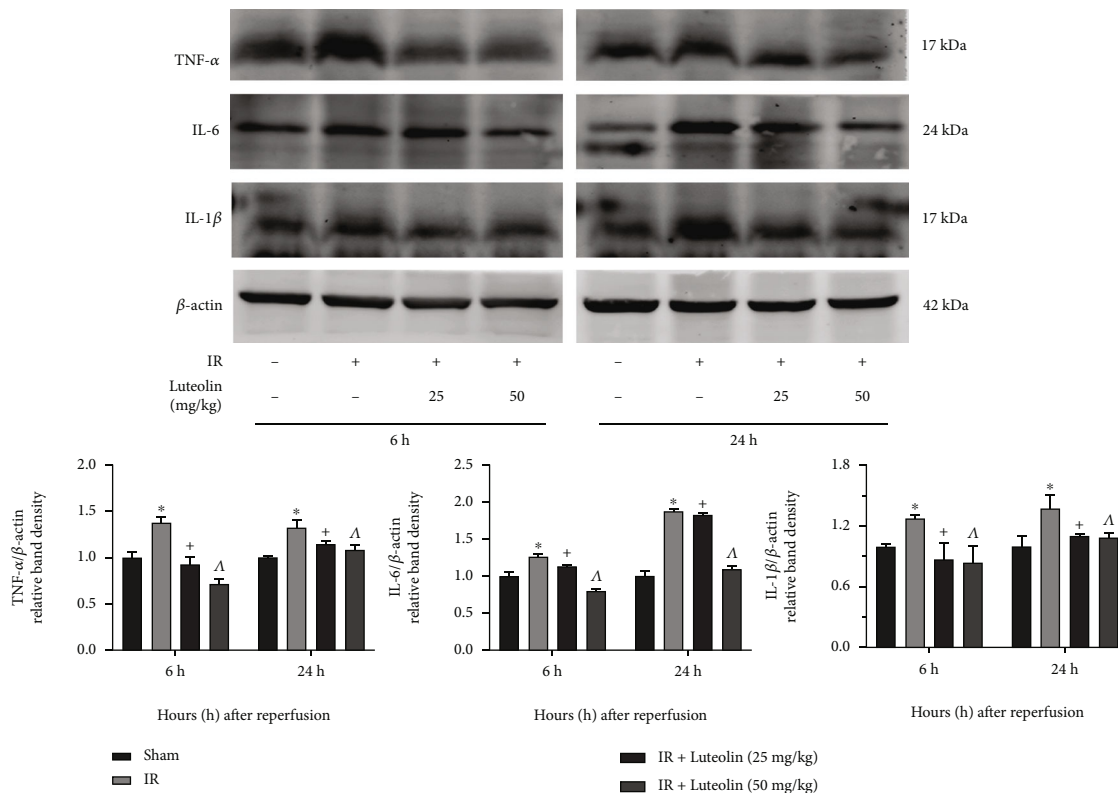 TNF-α
17 kDa
IL-6
24 kDa
IL-1β
17 kDa
β-actin
42 kDa
IR – + + + – + + +
Luteolin
(mg/kg) – – 25 50 – – 25 50
6 h 24 h
TNF-α/β-actin
relative band density
2.0
1.5
1.0
0.5
0.0
* + Λ * + Λ
6 h 24 h
Hours (h) after reperfusion
IL-6/β-actin
relative band density
2.5
2.0
1.5
1.0
0.5
0.0
* + Λ * + Λ
6 h 24 h
Hours (h) after reperfusion
IL-1β/β-actin
relative band density
1.8
1.2
0.6
0.0
* + Λ * + Λ
6 h 24 h
Hours (h) after reperfusion
Sham
IR
IR + Luteolin (25 mg/kg)
IR + Luteolin (50 mg/kg)